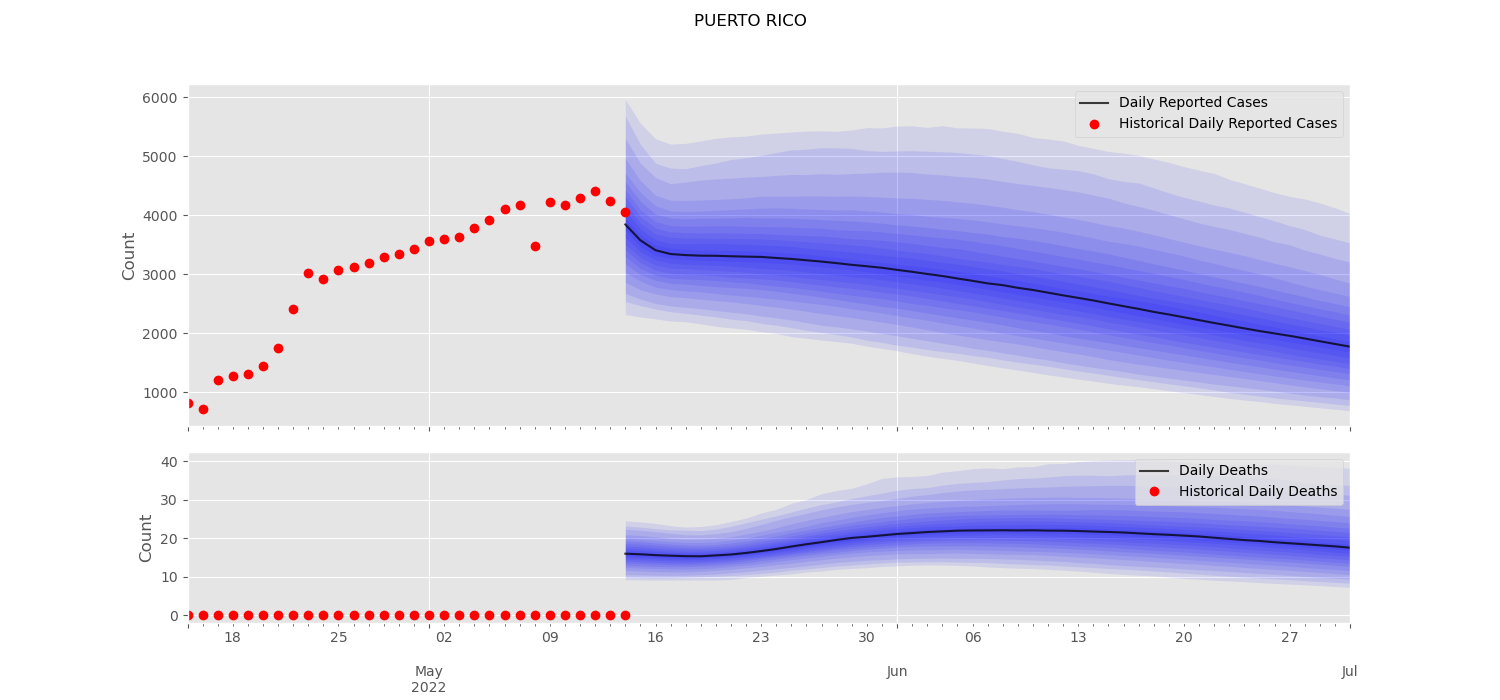 PUERTO RICO
6000
5000
4000
3000
2000
1000
Count
Daily Reported Cases
Historical Daily Reported Cases
40
30
20
10
0
Count
Daily Deaths
Historical Daily Deaths
18 25 02 09 16 23 30 06 13 20 27
May Jun Jul
2022